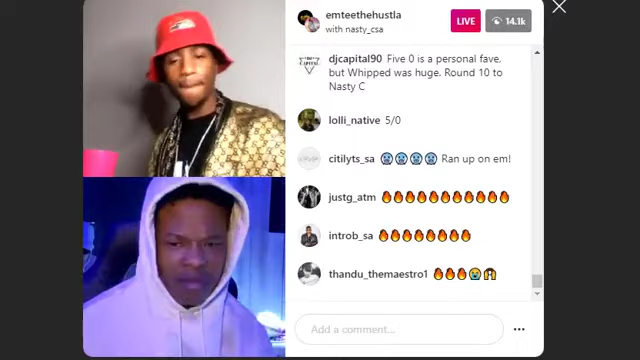 emteethehustla
LIVE
14.1k
with nasty_csa
djcapital90 Five 0 is a personal fave,
but Whipped was huge. Round 10 to
Nasty C
lolli_native 5/0
citilyts_sa 🥶🥶🥶🥶 Ran up on em!
justg_atm 🔥🔥🔥🔥🔥🔥🔥🔥🔥🔥🔥
introb_sa 🔥🔥🔥🔥🔥🔥🔥🔥
thandu_themaestro1 🔥🔥🔥😭🙌
Add a comment...